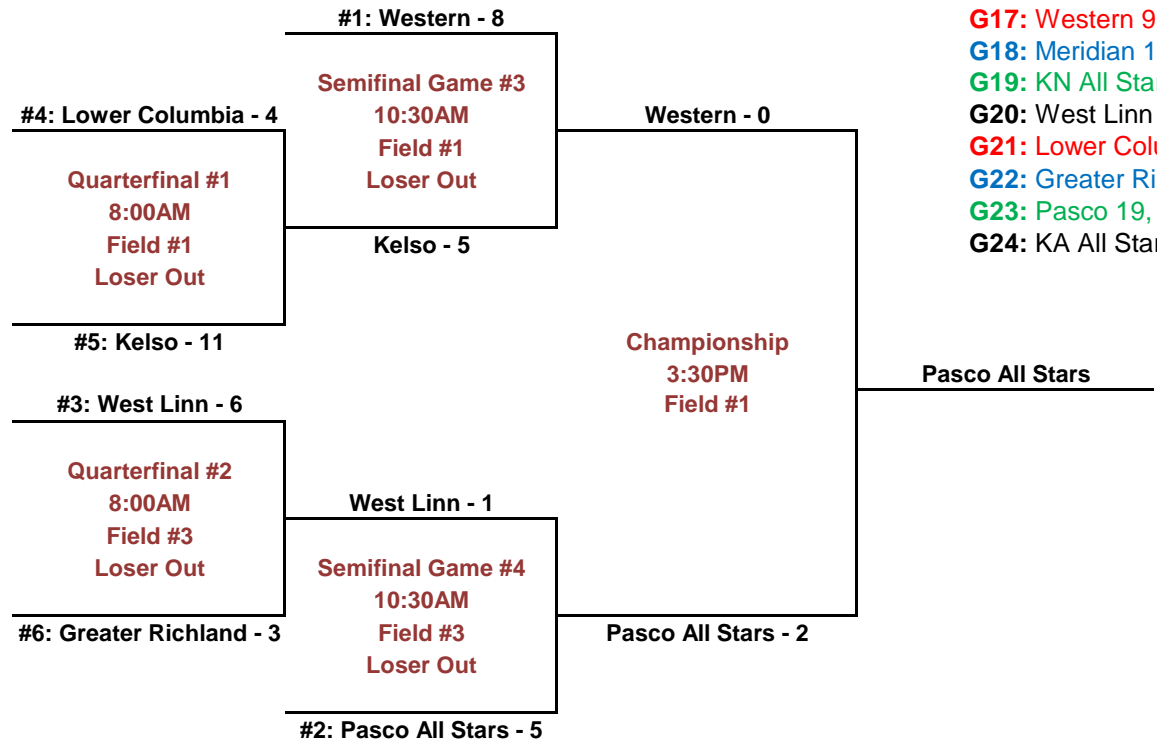 #1: Western - 8
Semifinal Game #3
10:30AM
Field #1
Loser Out
Kelso - 5
#4: Lower Columbia - 4
Quarterfinal #1
8:00AM
Field #1
Loser Out
#5: Kelso - 11
#3: West Linn - 6
Quarterfinal #2
8:00AM
Field #3
Loser Out
#6: Greater Richland - 3
West Linn - 1
Semifinal Game #4
10:30AM
Field #3
Loser Out
#2: Pasco All Stars - 5
Western - 0
Championship
3:30PM
Field #1
Pasco All Stars - 2
Pasco All Stars
G17: Western 9
G18: Meridian 1
G19: KN All
G20: West Linn
G21: Lower
G22: Greater
G23: Pasco 19,
G24: KA All